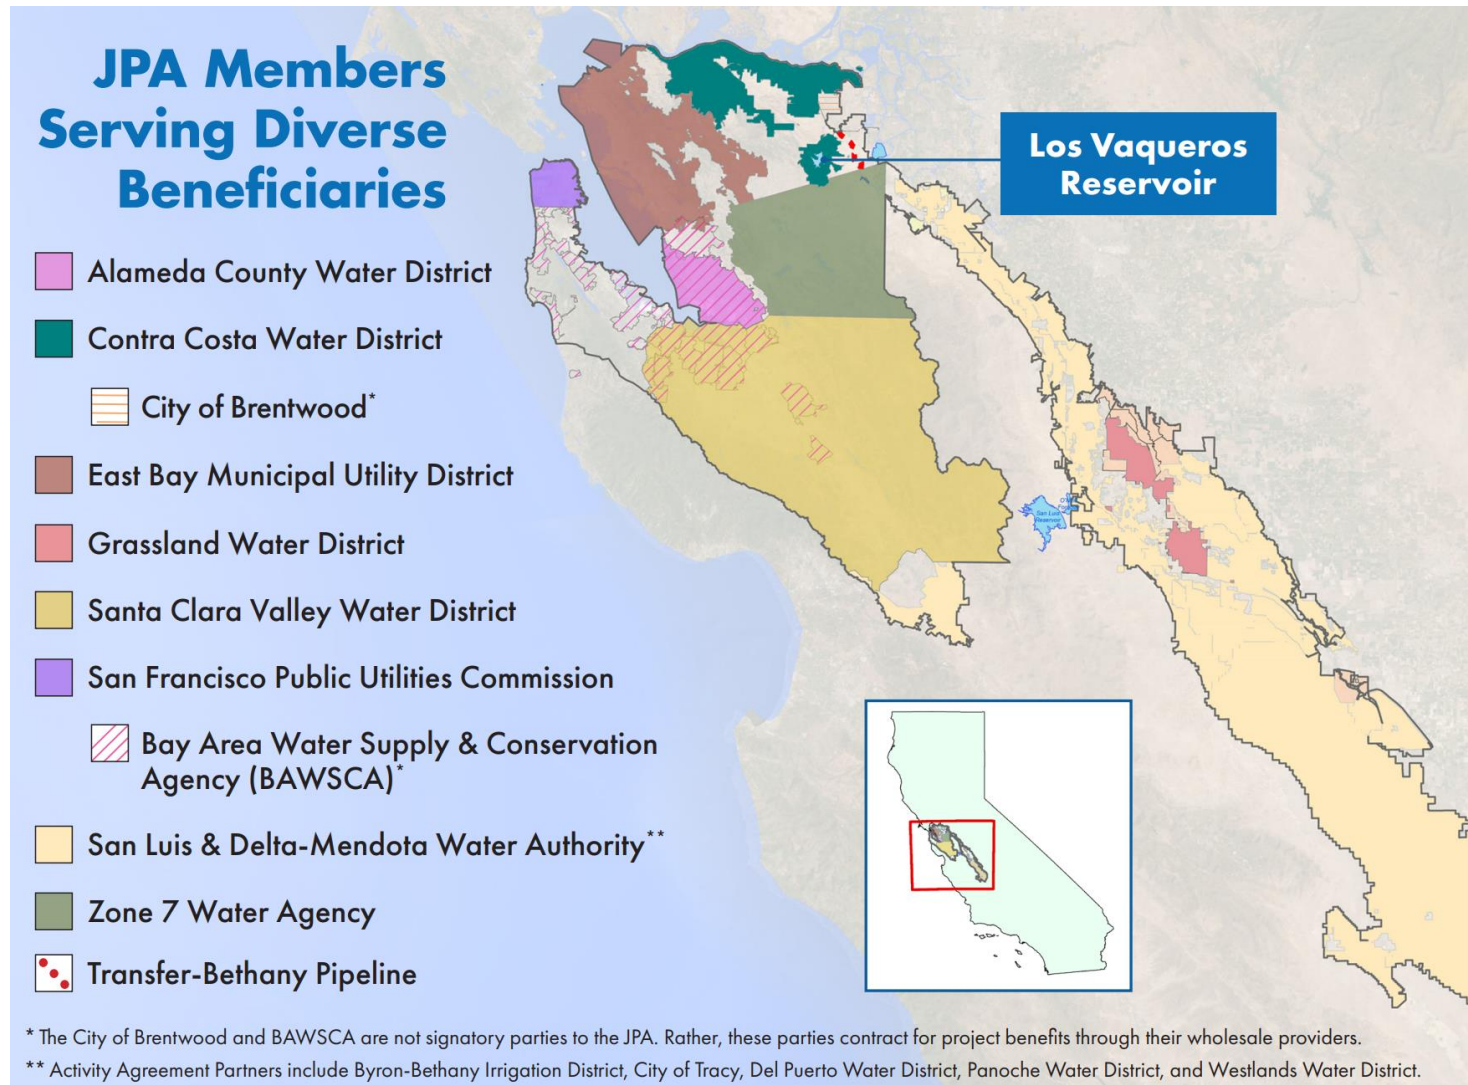 JPA Members
Serving Diverse
Beneficiaries
Los Vaqueros
Reservoir
Alameda County Water District
Contra Costa Water District
City of Brentwood*
East Bay Municipal Utility District
Grassland Water District
Santa Clara Valley Water District
San Francisco Public Utilities Commission
Bay Area Water Supply & Conservation
Agency (BAWSCA)*
San Luis & Delta-Mendota Water Authority**
Zone 7 Water Agency
Transfer-Bethany Pipeline
San Luis
Reservoir
* The City of Brentwood and BAWSCA are not signatory parties to the JPA. Rather, these parties contract for project benefits through their wholesale providers.
** Activity Agreement Partners include Byron-Bethany Irrigation District, City of Tracy, Del Puerto Water District, Panoche Water District, and Westlands Water District.